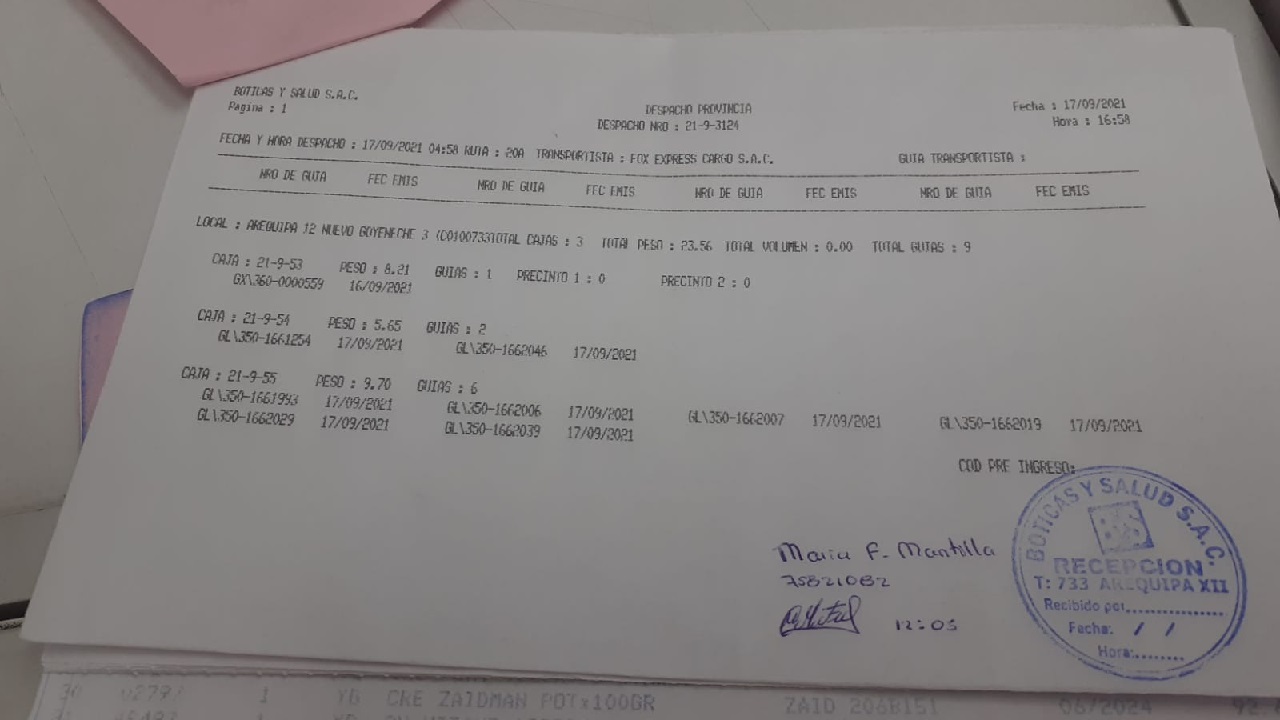 BOTICAS Y SALUD S.A.C.
Pagina : 1
DESPACHO PROVINCIA
DESPACHO NRO : 21-9-3124
Fecha : 17/09/2021
Hora : 16:58
FECHA Y HORA DESPACHO : 17/09/2021 04:58 RUTA : 20A TRANSPORTISTA : FOX EXPRESS CARGO S.A.C. GUIA TRANSPORTISTA :
NRO DE GUIA FEC EMIS NRO DE GUIA FEC EMIS NRO DE GUIA FEC EMIS NRO DE GUIA FEC EMIS
LOCAL : AREQUIPA 12 NUEVO GOYENECHE 3 (C0100733)OTAL CAJAS : 3 TOTAL PESO : 23.56 TOTAL VOLUMEN : 0.00 TOTAL GUIAS : 9
CAJA : 21-9-53 PESO : 8.21 GUIAS : 1 PRECINTO 1 : 0 PRECINTO 2 : 0
GX\360-0000559 16/09/2021
CAJA : 21-9-54 PESO : 5.65 GUIAS : 2
GL\350-1661254 17/09/2021 GL\350-1662046 17/09/2021
CAJA : 21-9-55 PESO : 9.70 GUIAS : 6
GL\350-1661993 17/09/2021 GL\350-1662006 17/09/2021 GL\350-1662007 17/09/2021 GL\350-1662019 17/09/2021
GL\350-1662029 17/09/2021 GL\350-1662039 17/09/2021
COD PRE INGRESO:
Maria F. Mantilla
75821082
12:03
BOTICAS Y SALUD S.A.C.
RECEPCION
T: 733 AREQUIPA XII
Recibido por...............
Fecha: / /
Hora:........
30 1 YB CRE ZAIDMAN POTx100GR ZAID 206B151 06/2024